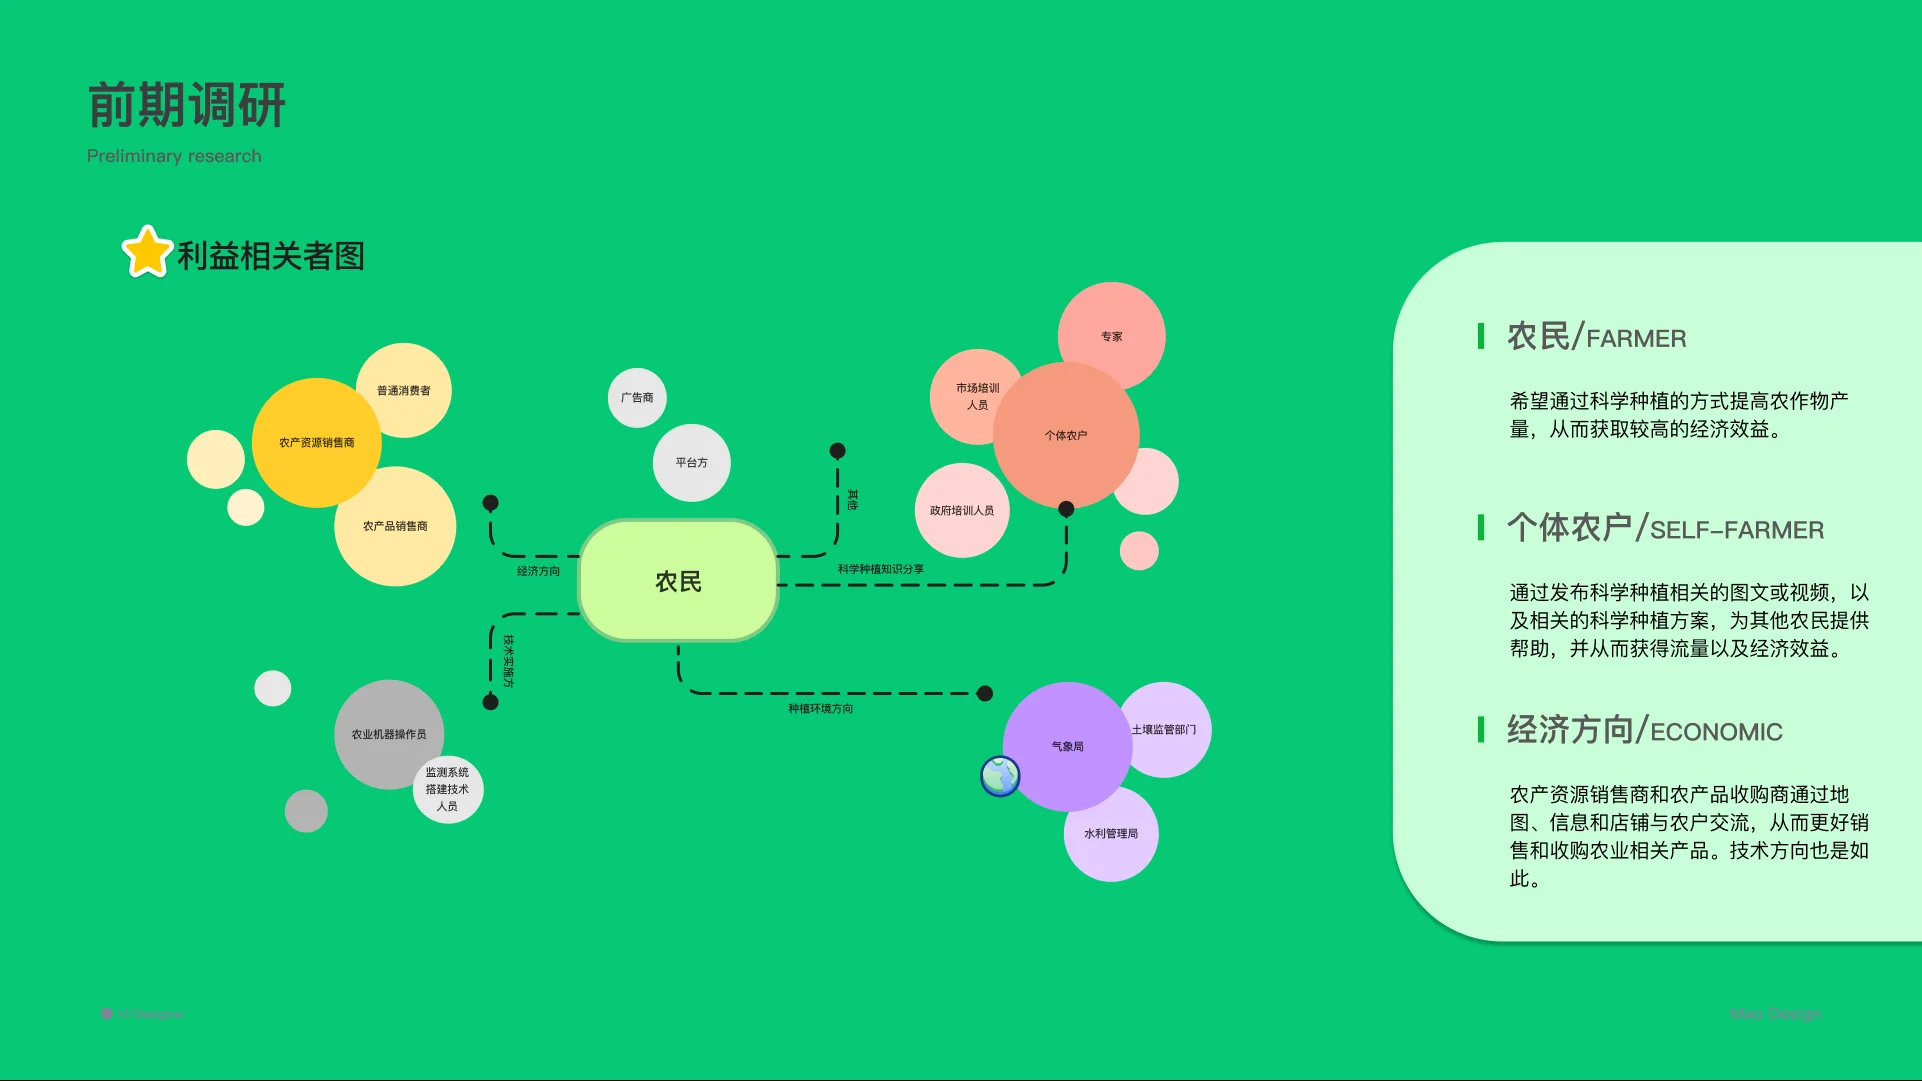 前期调研
Preliminary research
利益相关者图
普通消费者
农产资源销售商
农产品销售商
经济方向
广告商
平台方
其他
农民
科学种植知识分享
专家
市场培训
人员
个体农户
政府培训人员
技术实施方
农业机器操作员
监测系统
搭建技术
人员
种植环境方向
气象局
土壤监管部门
水利管理局
农民/FARMER
希望通过科学种植的方式提高农作物产
量，从而获取较高的经济效益。
个体农户/SELF-FARMER
通过发布科学种植相关的图文或视频，以
及相关的科学种植方案，为其他农民提供
帮助，并从而获得流量以及经济效益。
经济方向/ECONOMIC
农产资源销售商和农产品收购商通过地
图、信息和店铺与农户交流，从而更好销
售和收购农业相关产品。技术方向也是如
此。
Mao Design